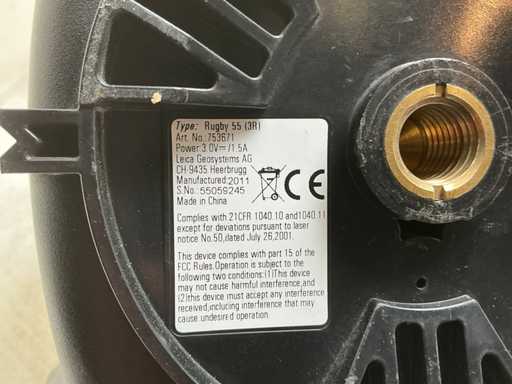 Type: Rugby 55 (3R)
Art. No.:753671
Power:3.0V⎓/1.5A
Leica Geosystems AG
CH-9435 Heerbrugg
Manufactured:2011
S.No.: 55059245
Made in China
CE
Complies with 21CFR 1040.10 and1040.11
except for deviations pursuant to laser
notice No.50,dated July 26,2001.
This device complies with part 15 of the
FCC Rules.Operation is subject to the
following two conditions:(1)This device
may not cause harmful interference,and
(2)this device must accept any interference
received,including interference that may
cause undesired operation.